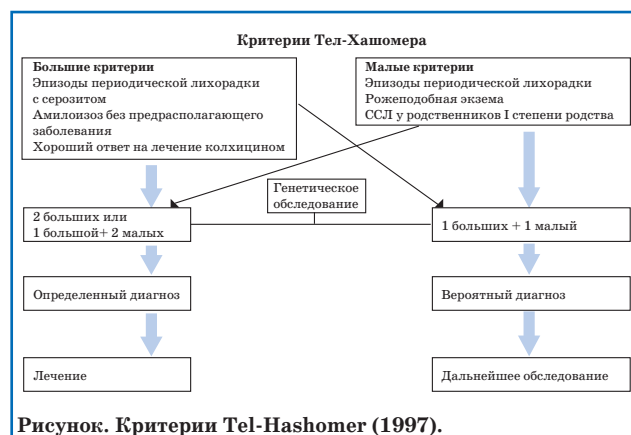 Критерии Тел-Хашомера
Большие критерии
Эпизоды периодической лихорадки
с серозитом
Амилоизоз без предрасполагающего
заболевания
Хороший ответ на лечение колхицином
Малые критерии
Эпизоды периодической лихорадки
Рожеподобная экзема
ССЛ у родственников I степени родства
Генетическое
обследование
2 больших или
1 большой+ 2 малых
1 больших + 1 малый
Определенный диагноз
Вероятный диагноз
Лечение
Дальнейшее обследование
Рисунок. Критерии Tel-Hashomer (1997).